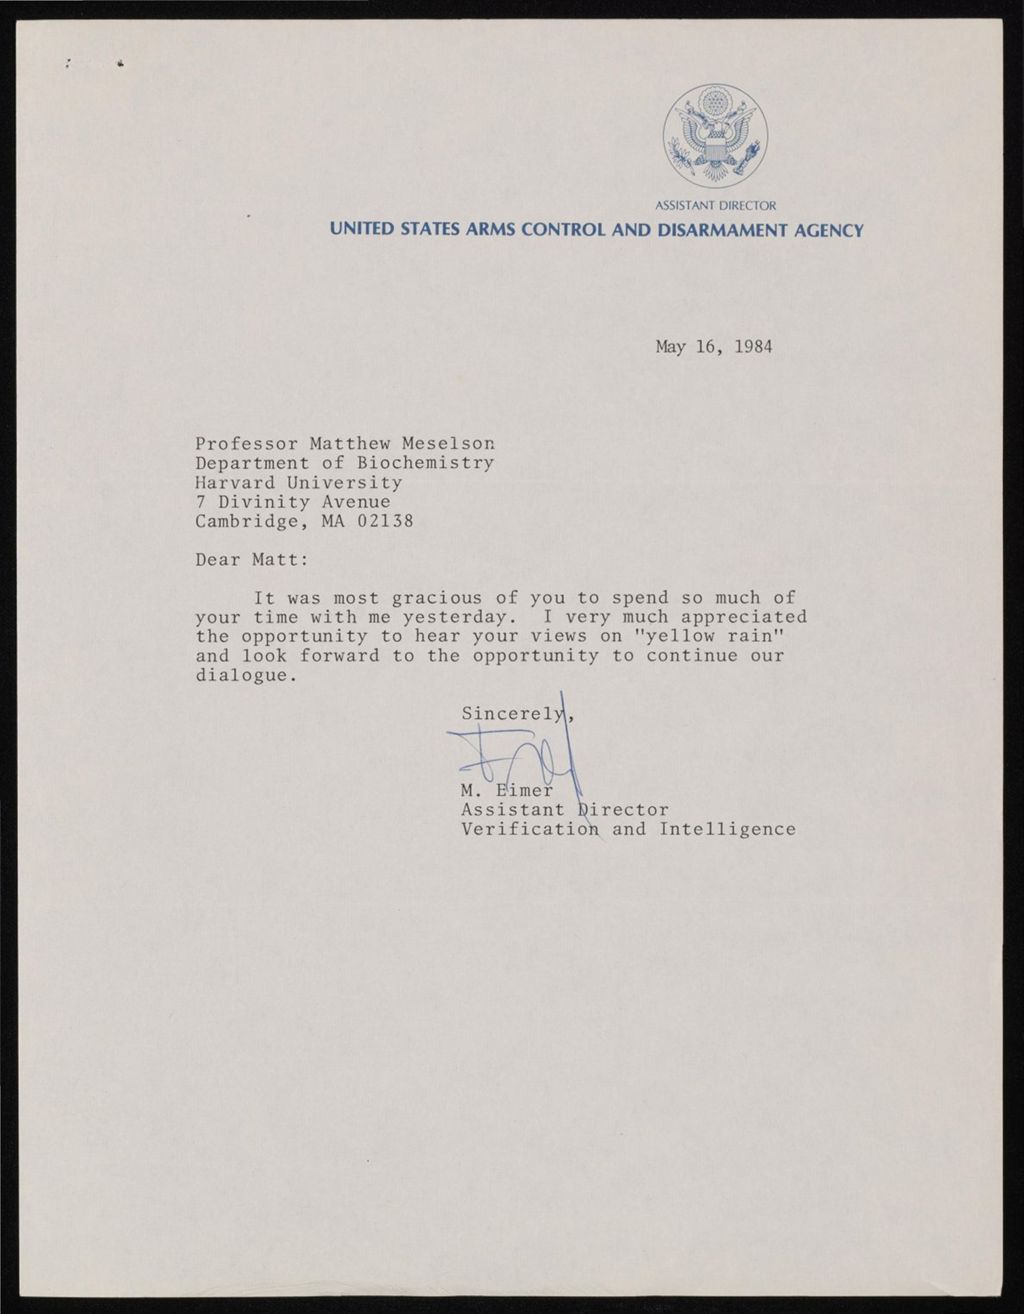 ASSISTANT DIRECTOR
UNITED STATES ARMS CONTROL AND DISARMAMENT AGENCY
May 16, 1984
Professor Matthew Meselson
Department of Biochemistry
Harvard University
7 Divinity Avenue
Cambridge, MA 02138
Dear Matt:
It was most gracious of you to spend so much of
your time with me yesterday. I very much appreciated
the opportunity to hear your views on "yellow rain"
and look forward to the opportunity to continue our
dialogue.
Sincerely,
M. Eimer
Assistant Director
Verification and Intelligence